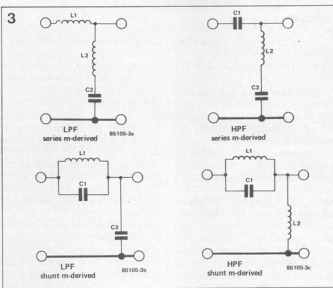 3
L1
L2
C2
LPF
85105-3a
series m-derived
C1
L2
C2
HPF
series m-derived
L1
C1
C2
LPF
85105-3b
shunt m-derived
L1
C1
L2
HPF
85105-3c
shunt m-derived